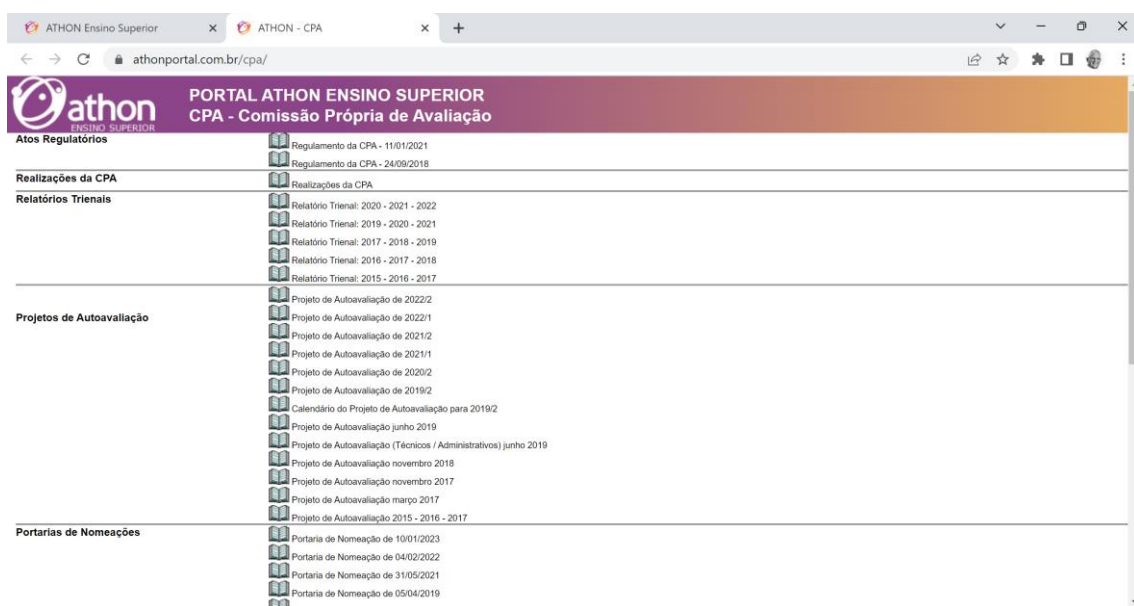 ATHON Ensino Superior
ATHON - CPA
athonportal.com.br/cpa/
athon
ENSINO SUPERIOR
PORTAL ATHON ENSINO SUPERIOR
CPA - Comissão Própria de Avaliação
Atos Regulatórios
Regulamento da CPA - 11/01/2021
Regulamento da CPA - 24/09/2018
Realizações da CPA
Realizações da CPA
Relatórios Trienais
Relatório Trienal: 2020 - 2021 - 2022
Relatório Trienal: 2019 - 2020 - 2021
Relatório Trienal: 2017 - 2018 - 2019
Relatório Trienal: 2016 - 2017 - 2018
Relatório Trienal: 2015 - 2016 - 2017
Projetos de Autoavaliação
Projeto de Autoavaliação de 2022/2
Projeto de Autoavaliação de 2022/1
Projeto de Autoavaliação de 2021/2
Projeto de Autoavaliação de 2021/1
Projeto de Autoavaliação de 2020/2
Projeto de Autoavaliação de 2019/2
Calendário do Projeto de Autoavaliação para 2019/2
Projeto de Autoavaliação junho 2019
Projeto de Autoavaliação (Técnicos / Administrativos) junho 2019
Projeto de Autoavaliação novembro 2018
Projeto de Autoavaliação novembro 2017
Projeto de Autoavaliação março 2017
Projeto de Autoavaliação 2015 - 2016 - 2017
Portarias de Nomeações
Portaria de Nomeação de 10/01/2023
Portaria de Nomeação de 04/02/2022
Portaria de Nomeação de 31/05/2021
Portaria de Nomeação de 05/04/2019